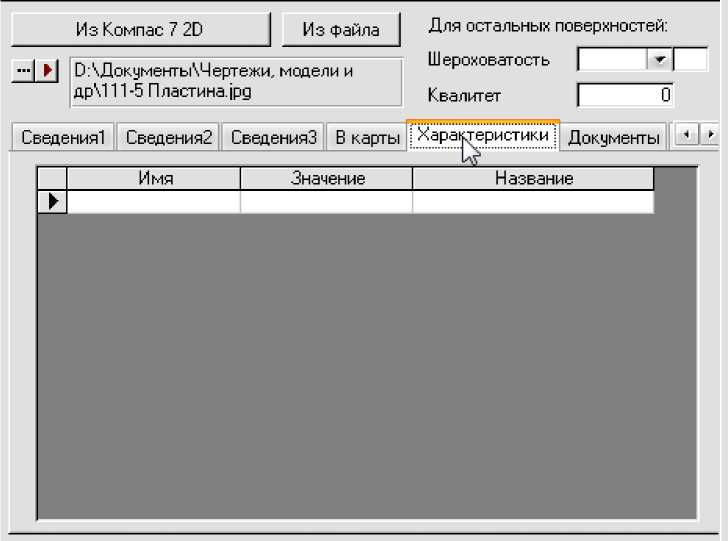 Из Компас 7 2D
Из файла
Для остальных поверхностей:
Шероховатость
...
D:\Документы\Чертежи, модели и
др\111-5 Пластина.jpg
Квалитет
0
Сведения1 Сведения2 Сведения3 В карты Характеристики Документы
Имя Значение Название